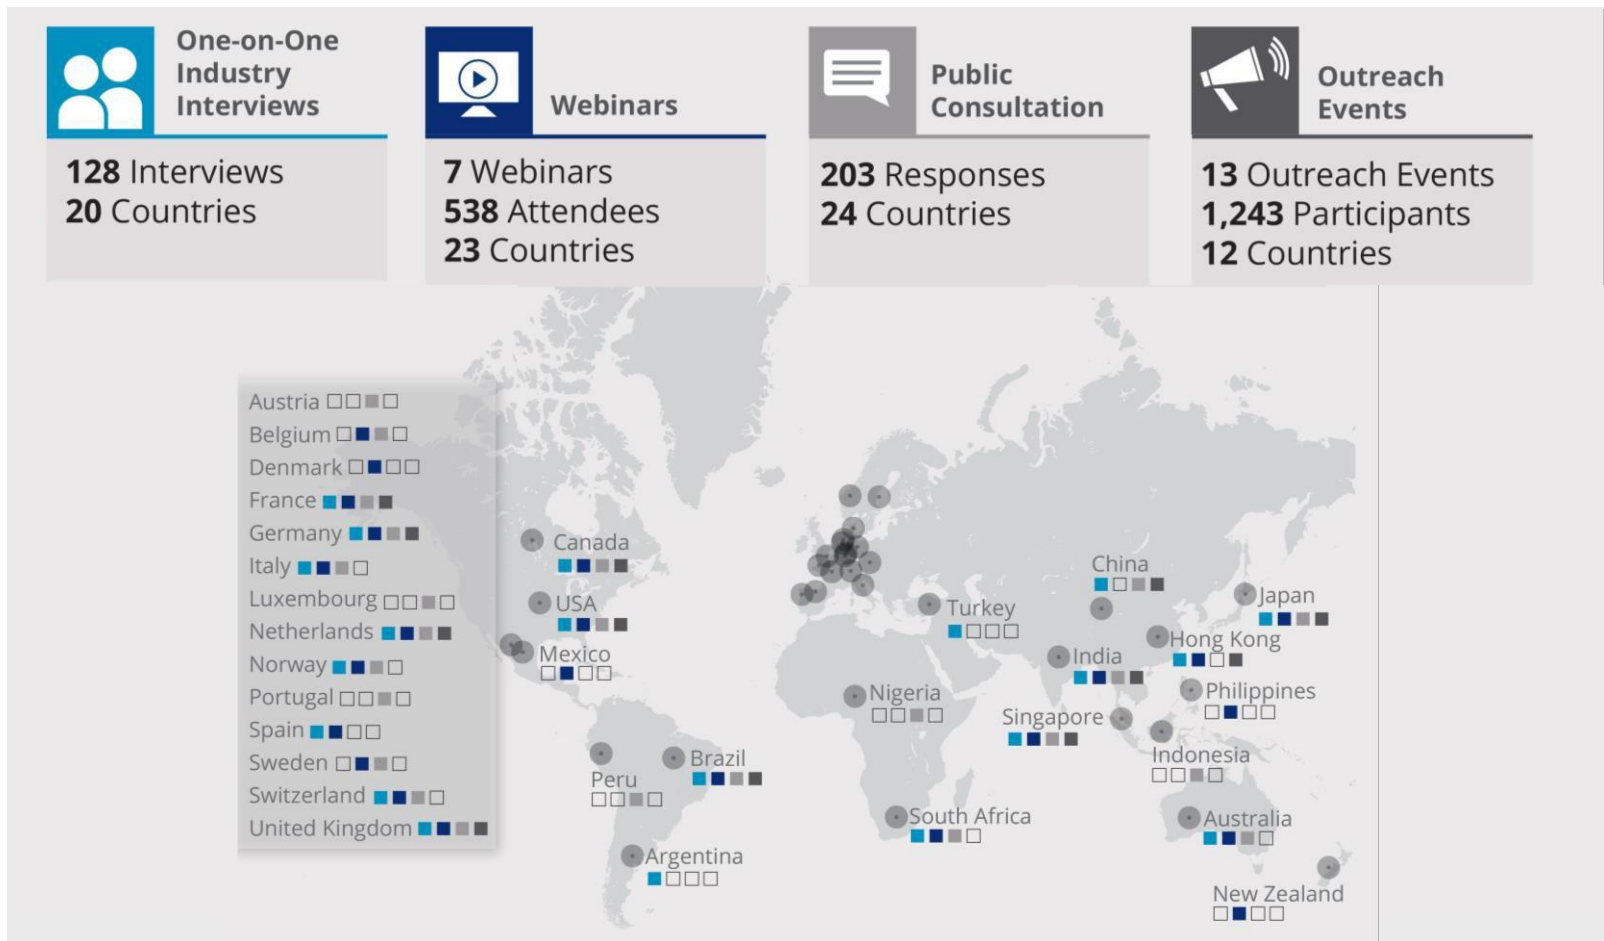 One-on-One
Industry
Interviews
128 Interviews
20 Countries
Webinars
7 Webinars
538 Attendees
23 Countries
Public
Consultation
203 Responses
24 Countries
Outreach
Events
13 Outreach Events
1,243 Participants
12 Countries
Austria
Belgium
Denmark
France
Germany
Italy
Luxembourg
Netherlands
Norway
Portugal
Spain
Sweden
Switzerland
United Kingdom
Canada
USA
Mexico
Peru
Brazil
Argentina
Turkey
Nigeria
South Africa
China
Japan
Hong Kong
India
Philippines
Singapore
Indonesia
Australia
New Zealand